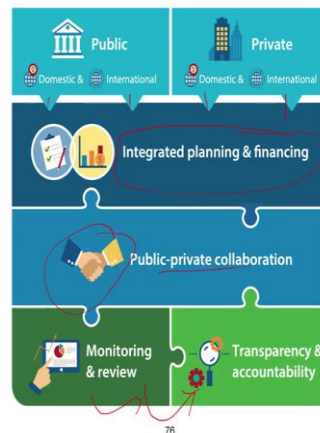 Public
Private
Domestic & International
Domestic & International
Integrated planning & financing
Public-private collaboration
Monitoring
& review
Transparency &
accountability
76